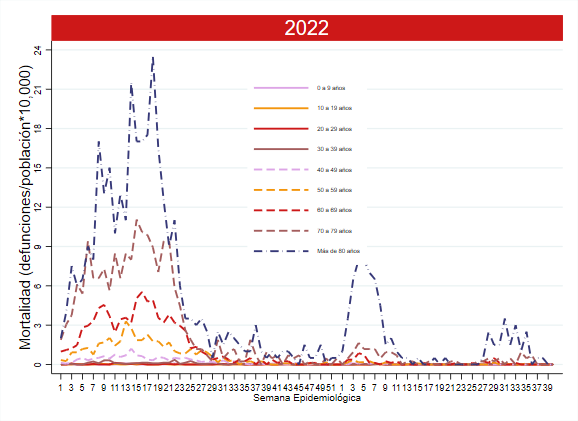 2022
Mortalidad (defunciones/población*10,000)
24
21
18
15
12
9
6
3
0
0 a 9 años
10 a 19 años
20 a 29 años
30 a 39 años
40 a 49 años
50 a 59 años
60 a 69 años
70 a 79 años
Más de 80 años
1 3 5 7 9 11 13 15 17 19 21 23 25 27 29 31 33 35 37 39 41 43 45 47 49 51 1 3 5 7 9 11 13 15 17 19 21 23 25 27 29 31 33 35 37 39
Semana Epidemiológica